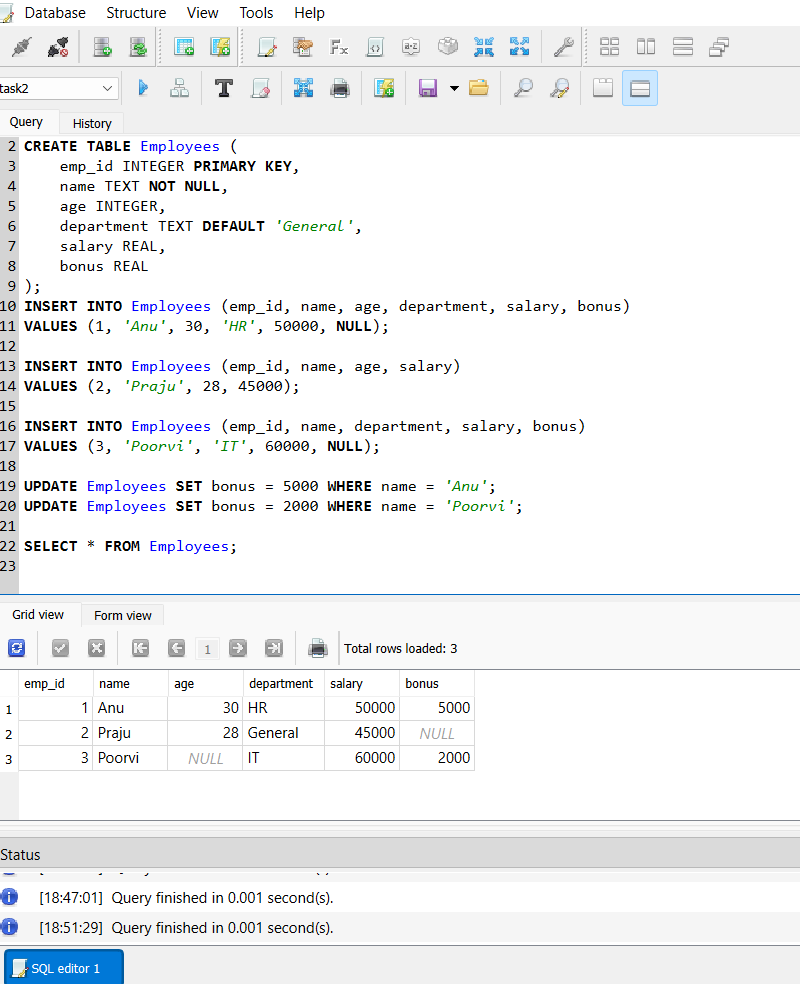 Database Structure View Tools Help
Fx
a-z
task2
T
Query History
2 CREATE TABLE Employees (
3 emp_id INTEGER PRIMARY KEY,
4 name TEXT NOT NULL,
5 age INTEGER,
6 department TEXT DEFAULT 'General',
7 salary REAL,
8 bonus REAL
9 );
10 INSERT INTO Employees (emp_id, name, age, department, salary, bonus)
11 VALUES (1, 'Anu', 30, 'HR', 50000, NULL);
12
13 INSERT INTO Employees (emp_id, name, age, salary)
14 VALUES (2, 'Praju', 28, 45000);
15
16 INSERT INTO Employees (emp_id, name, department, salary, bonus)
17 VALUES (3, 'Poorvi', 'IT', 60000, NULL);
18
19 UPDATE Employees SET bonus = 5000 WHERE name = 'Anu';
20 UPDATE Employees SET bonus = 2000 WHERE name = 'Poorvi';
21
22 SELECT * FROM Employees;
23
Grid view Form view
1 Total rows loaded: 3
emp_id name age department salary bonus
1 1 Anu 30 HR 50000 5000
2 2 Praju 28 General 45000 NULL
3 3 Poorvi NULL IT 60000 2000
Status
[18:47:01] Query finished in 0.001 second(s).
[18:51:29] Query finished in 0.001 second(s).
SQL editor 1